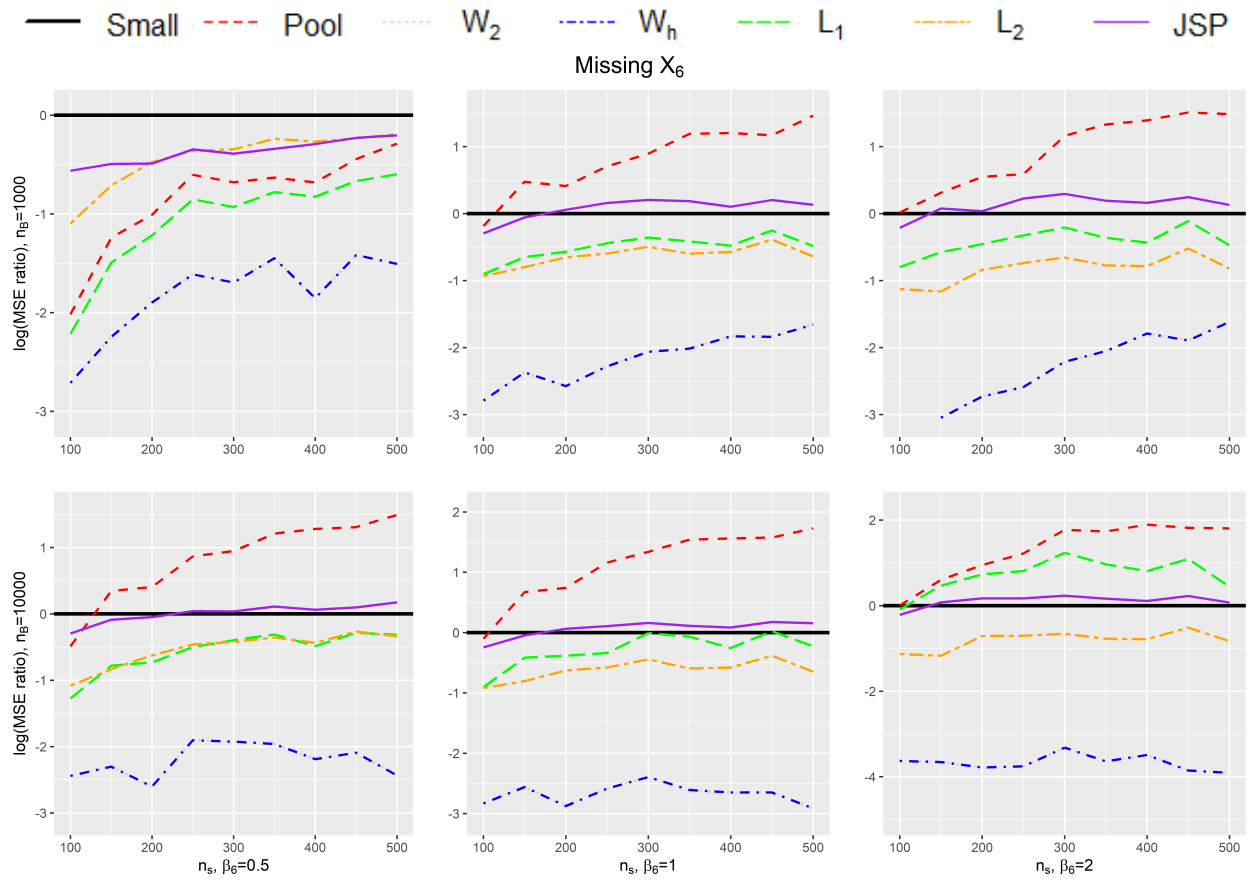 Small Pool W₂ Wₕ L₁ L₂ JSP
Missing X₆
log(MSE ratio), n_B=1000
0
-1
-2
-3
100 200 300 400 500
1
0
-1
-2
-3
100 200 300 400 500
1
0
-1
-2
-3
100 200 300 400 500
log(MSE ratio), n_B=10000
1
0
-1
-2
-3
100 200 300 400 500
nₛ, β₆=0.5
2
1
0
-1
-2
-3
100 200 300 400 500
nₛ, β₆=1
2
0
-2
-4
100 200 300 400 500
nₛ, β₆=2